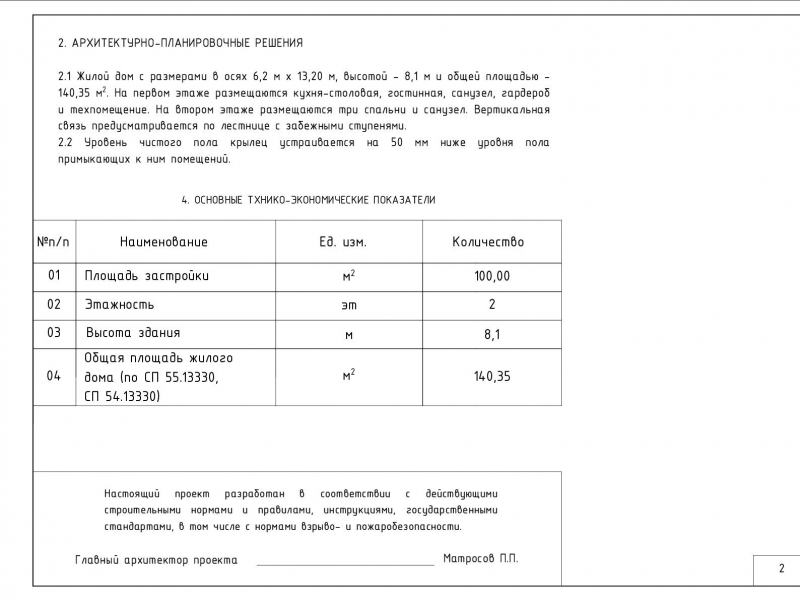 2. АРХИТЕКТУРНО-ПЛАНИРОВОЧНЫЕ РЕШЕНИЯ
2.1 Жилой дом с размерами в осях 6,2 м х 13,20 м, высотой - 8,1 м и общей площадью -
140,35 м². На первом этаже размещаются кухня-столовая, гостинная, санузел, гардероб
и техпомещение. На втором этаже размещаются три спальни и санузел. Вертикальная
связь предусматривается по лестнице с забежными ступенями.
2.2 Уровень чистого пола крылец устраивается на 50 мм ниже уровня пола
примыкающих к ним помещений.
4. ОСНОВНЫЕ ТХНИКО-ЭКОНОМИЧЕСКИЕ ПОКАЗАТЕЛИ
№п/п Наименование Ед. изм. Количество
01 Площадь застройки м² 100,00
02 Этажность эт 2
03 Высота здания м 8,1
Общая площадь жилого
04 дома (по СП 55.13330, м² 140,35
СП 54.13330)
Настоящий проект разработан в соответствии с действующими
строительными нормами и правилами, инструкциями, государственными
стандартами, в том числе с нормами взрыво- и пожаробезопасности.
Главный архитектор проекта Матросов П.П.
2